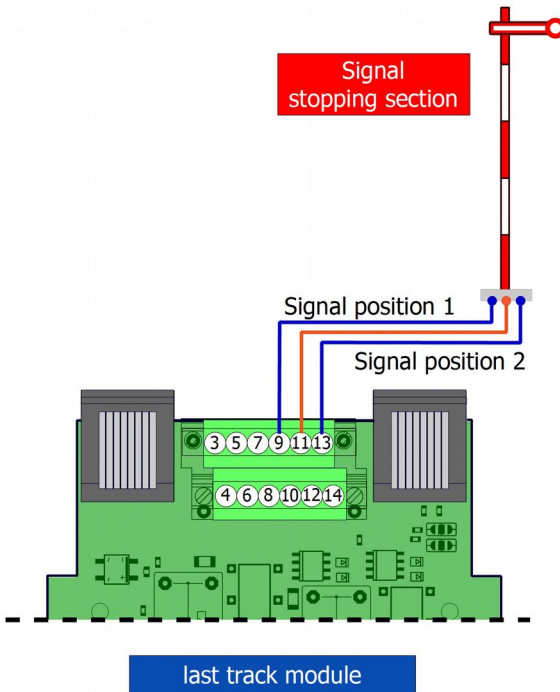 Signal
stopping section
Signal position 1
Signal position 2
3 5 7 9 11 13
4 6 8 10 12 14
last track module